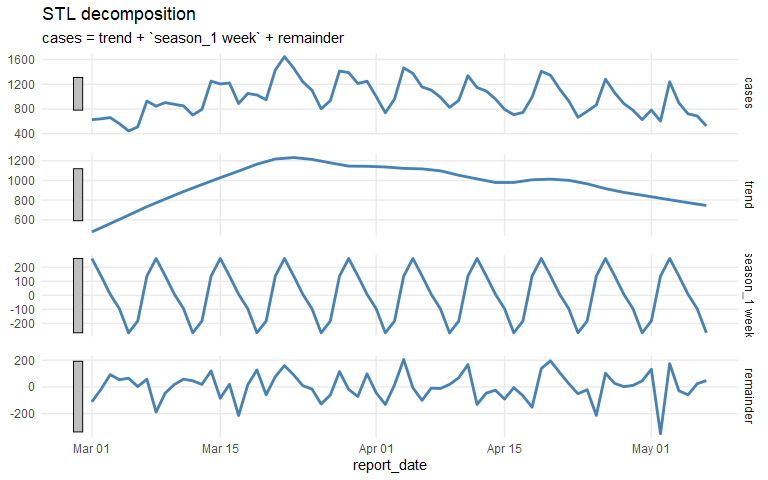 STL decomposition
cases = trend + `season_1 week` + remainder
1600
1200
800
400
cases
1200
1000
800
600
trend
200
100
0
-100
-200
season_1 week
200
0
-200
remainder
Mar 01
Mar 15
Apr 01
Apr 15
May 01
report_date